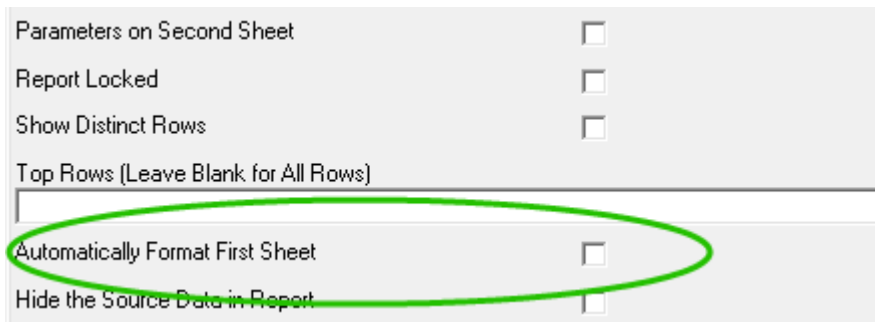 Parameters on Second Sheet
Report Locked
Show Distinct Rows
Top Rows (Leave Blank for All Rows)
Automatically Format First Sheet
Hide the Source Data in Report